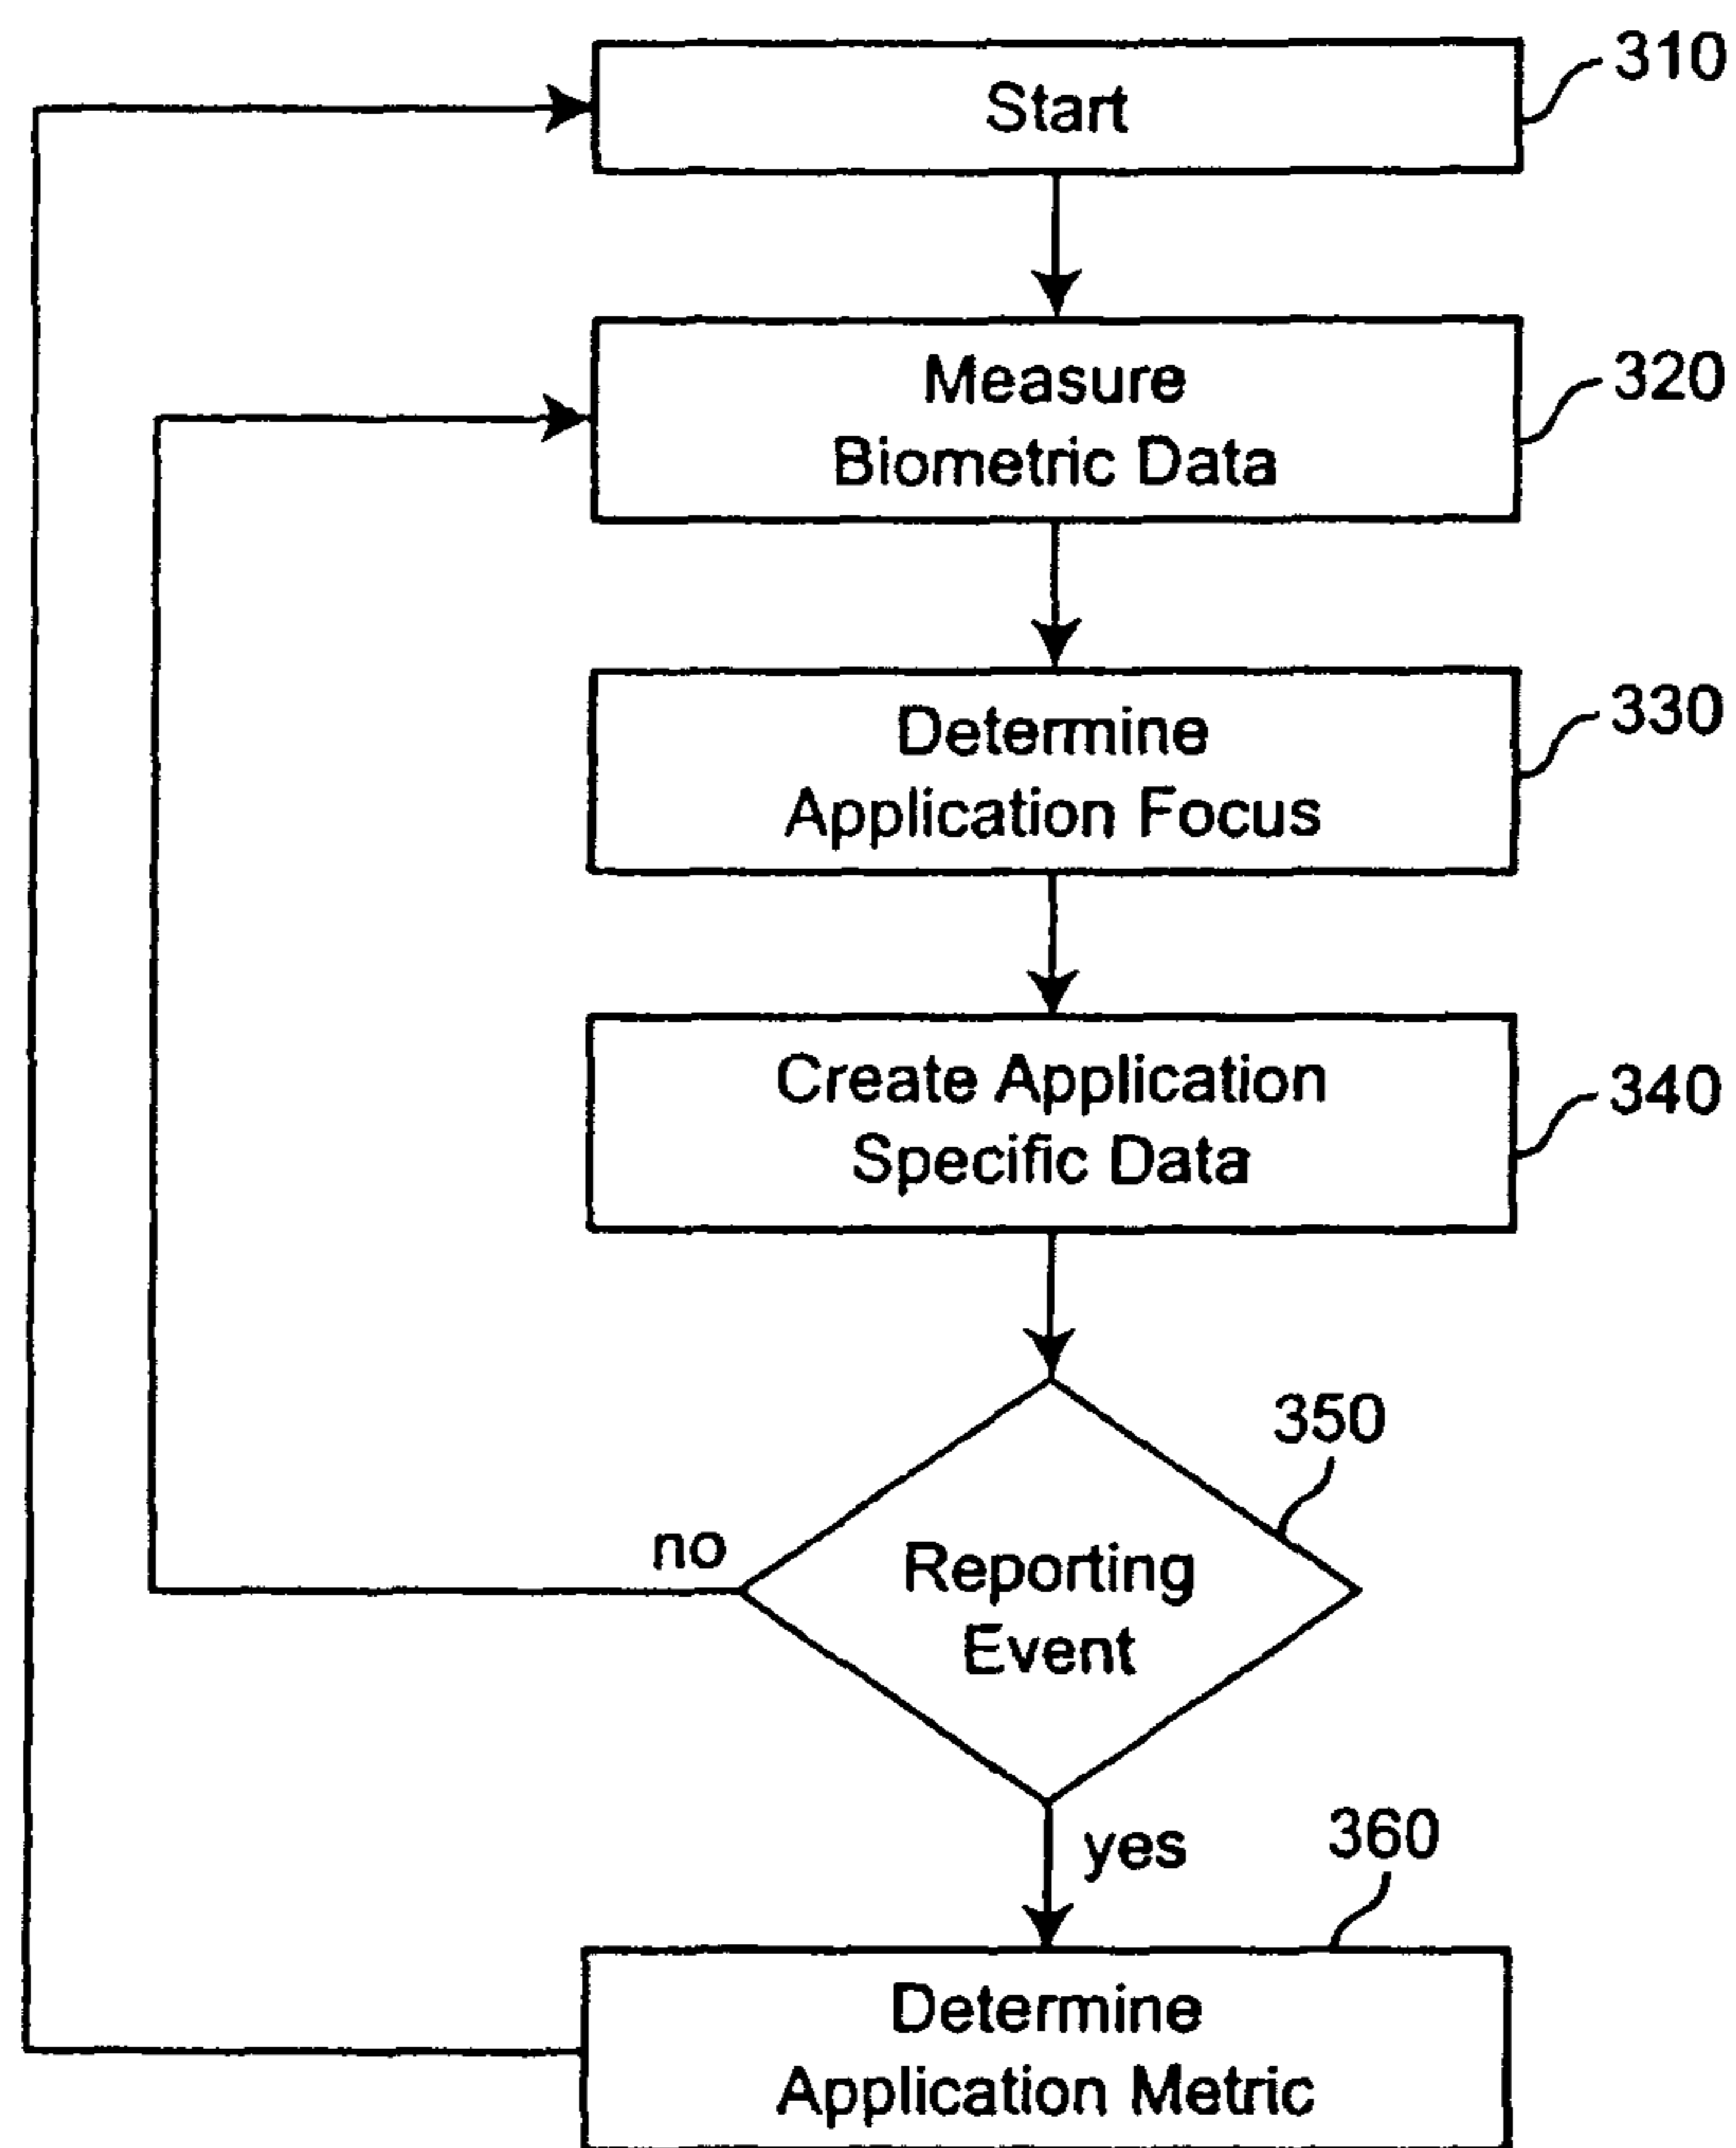 Start
310
Measure
Biometric Data
320
Determine
Application Focus
330
Create Application
Specific Data
340
350
no
Reporting
Event
yes
360
Determine
Application Metric